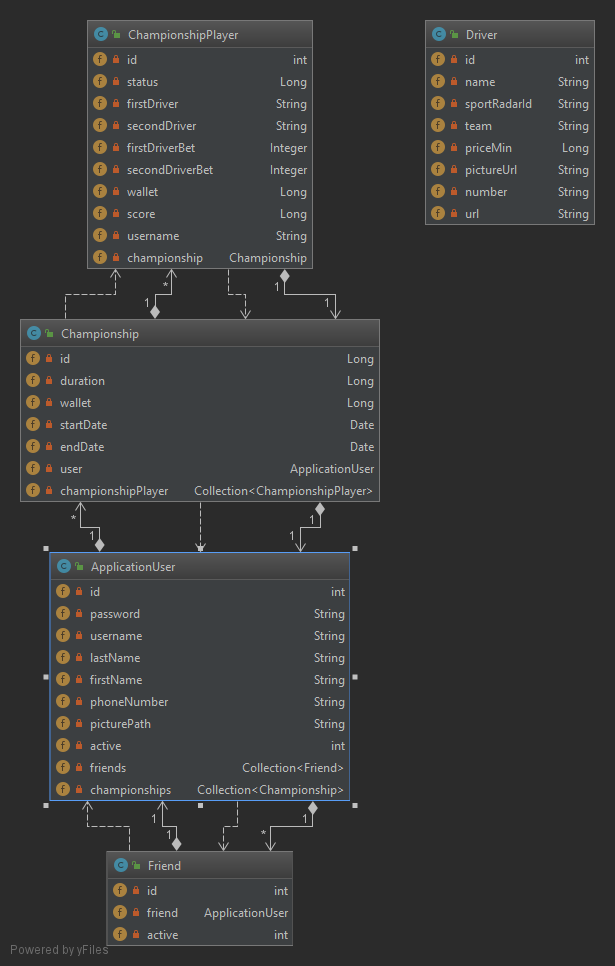 ChampionshipPlayer
id int
status Long
firstDriver String
secondDriver String
firstDriverBet Integer
secondDriverBet Integer
wallet Long
score Long
username String
championship Championship
Driver
id int
name String
sportRadarId String
team String
priceMin Long
pictureUrl String
number String
url String
* 1 1 1
Championship
id Long
duration Long
wallet Long
startDate Date
endDate Date
user ApplicationUser
championshipPlayer Collection<ChampionshipPlayer>
* 1 1 1
ApplicationUser
id int
password String
username String
lastName String
firstName String
phoneNumber String
picturePath String
active int
friends Collection<Friend>
championships Collection<Championship>
1 1 * 1
Friend
id int
friend ApplicationUser
active int
Powered by yFiles